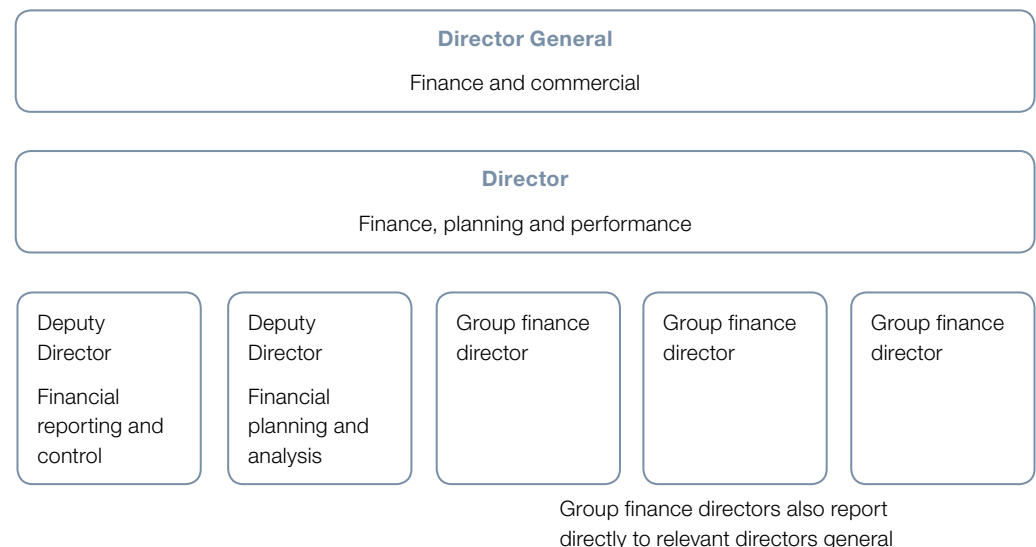 Director General
Finance and commercial
Director
Finance, planning and performance
Deputy
Director
Financial
reporting and
control
Deputy
Director
Financial
planning and
analysis
Group finance
director
Group finance
director
Group finance
director
Group finance directors also report
directly to relevant directors general